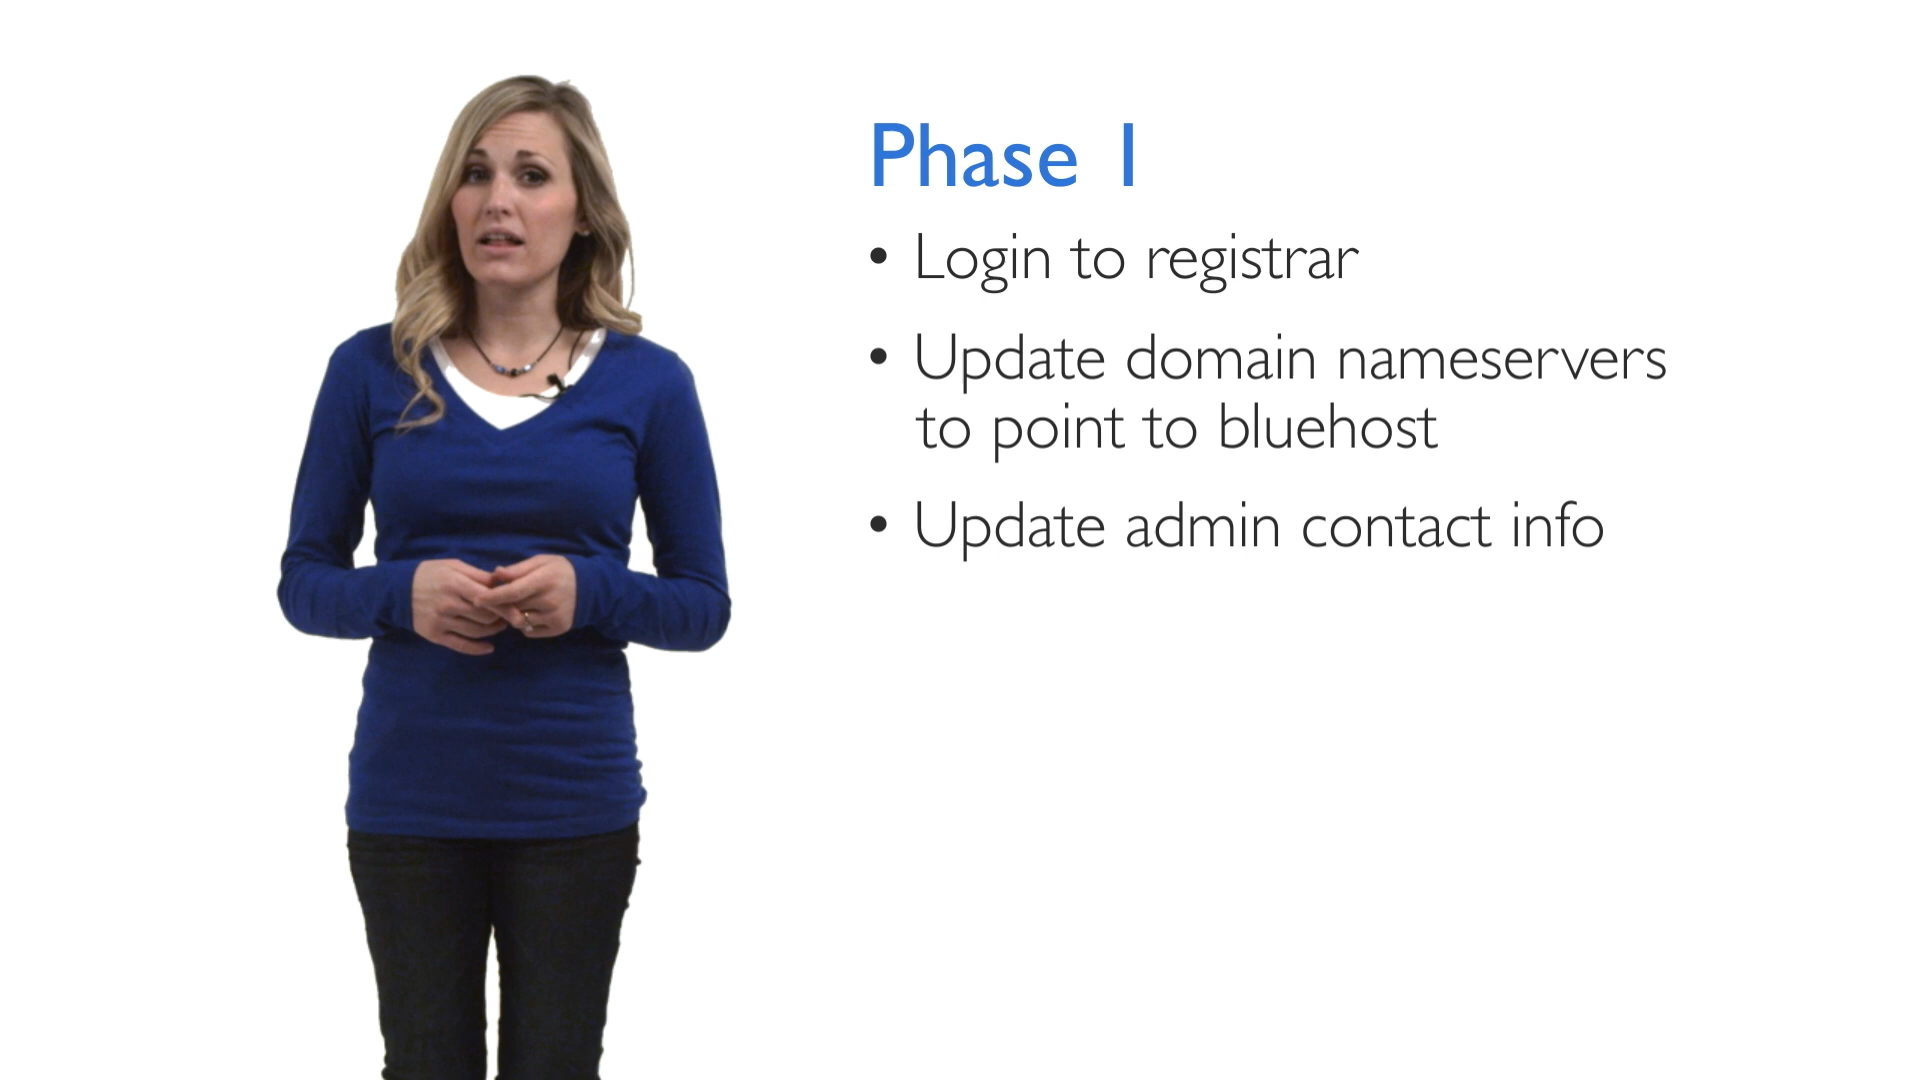 Phase 1
• Login to registrar
• Update domain nameservers
to point to bluehost
• Update admin contact info